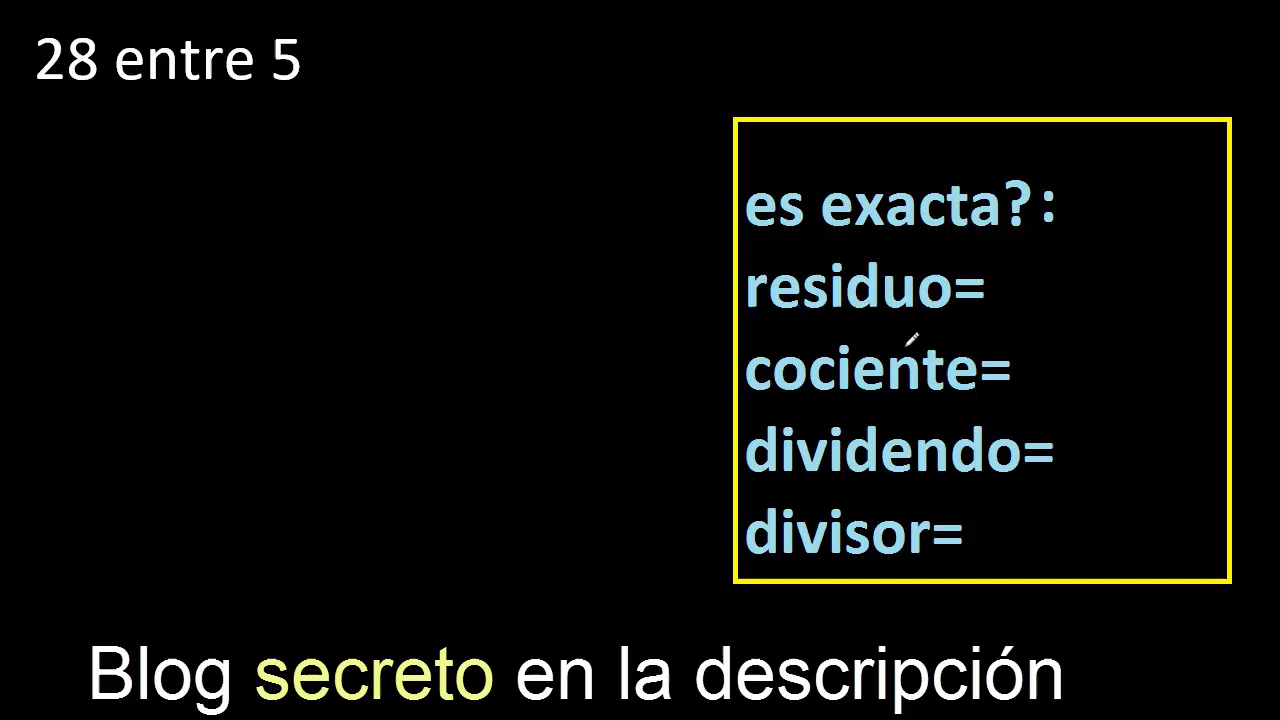 28 entre 5
es exacta?:
residuo=
cociente=
dividendo=
divisor=
Blog secreto en la descripción